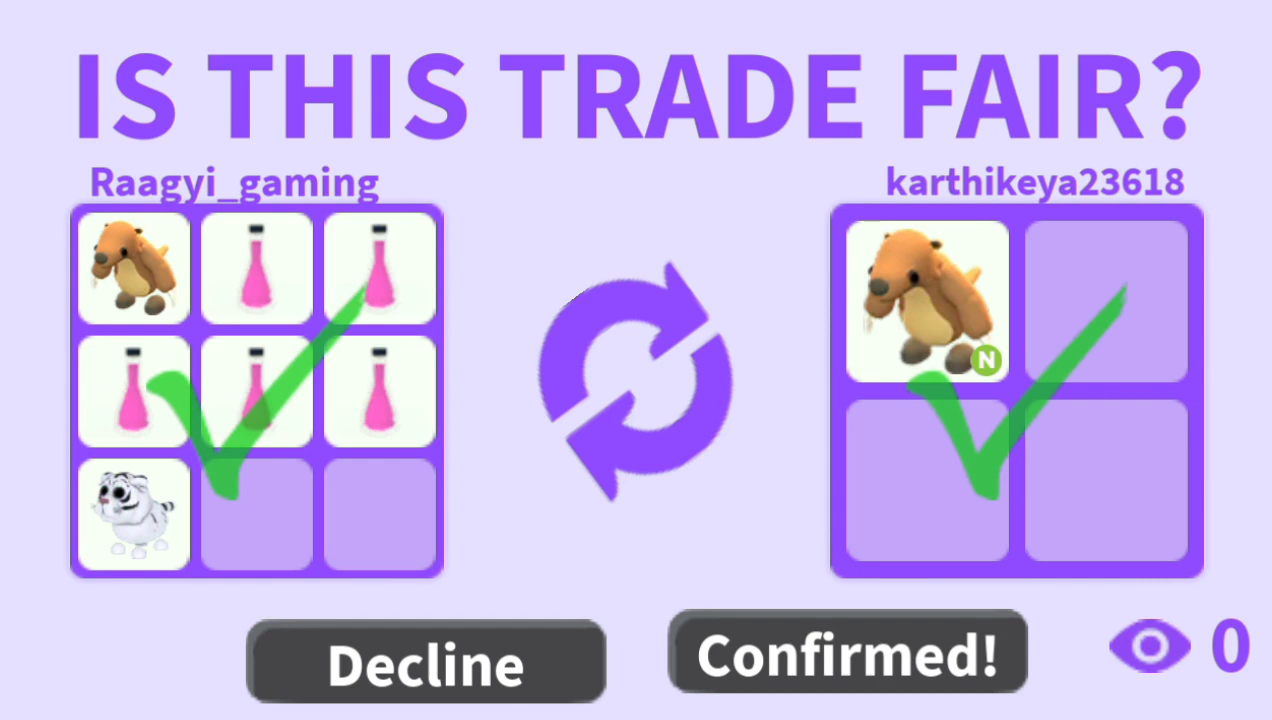 IS THIS TRADE FAIR?
Raagyi_gaming
karthikeya23618
N
Decline
Confirmed!
0